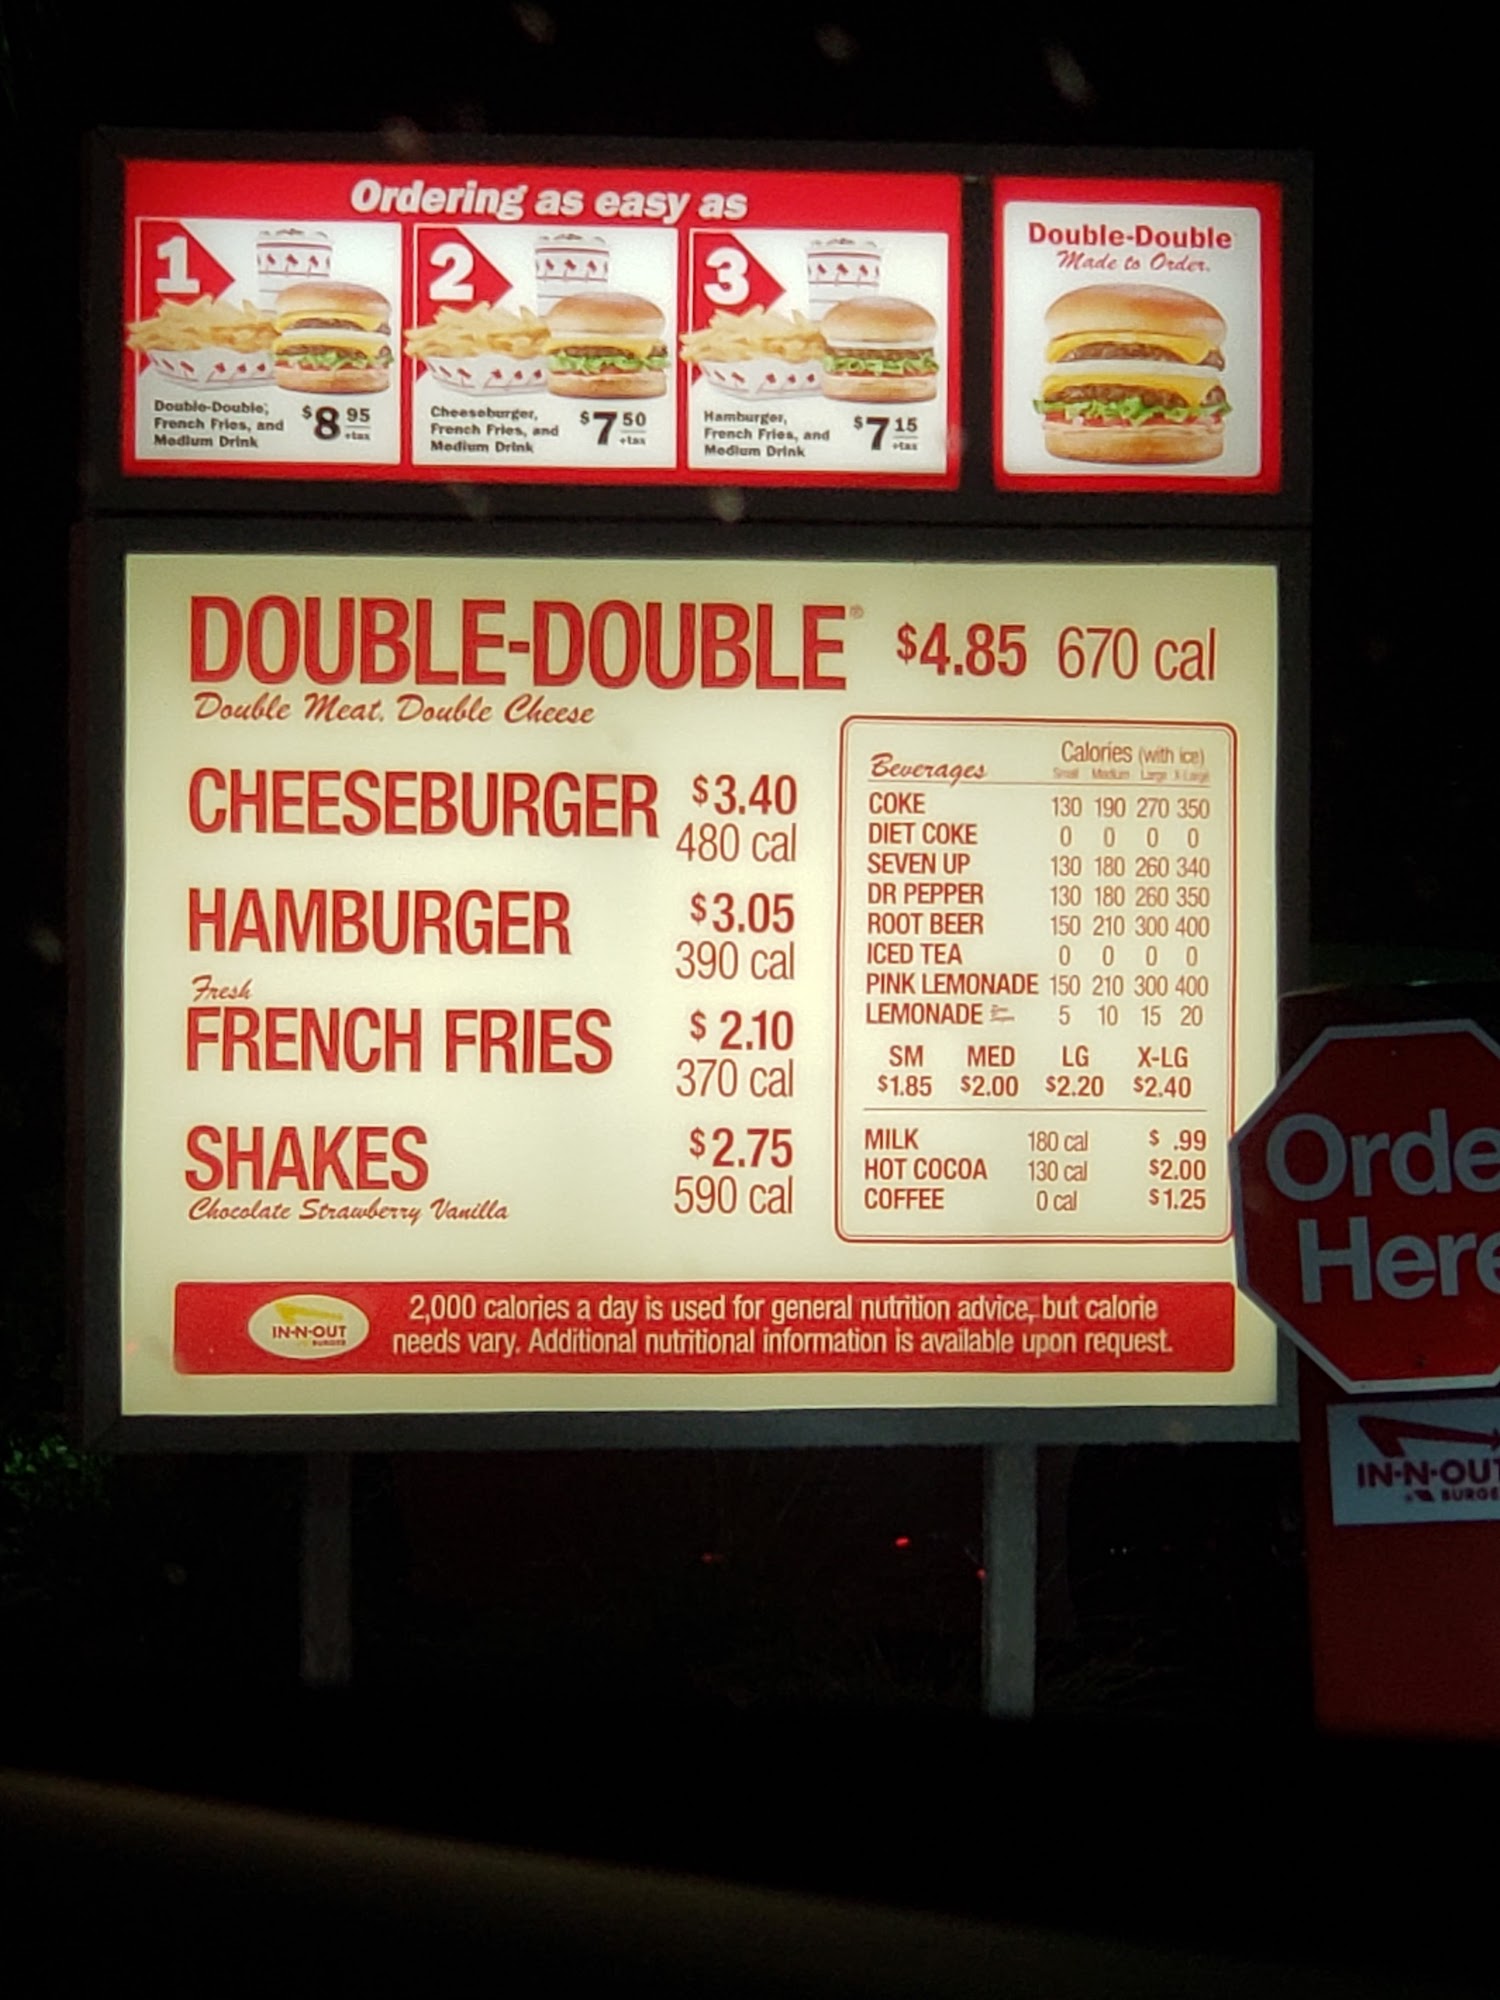 Ordering as easy as
1
Double-Double,
French Fries, and
Medium Drink
$8 95
+tax
2
Cheeseburger,
French Fries, and
Medium Drink
$7 50
+tax
3
Hamburger,
French Fries, and
Medium Drink
$7 15
+tax
Double-Double
Made to Order.
DOUBLE-DOUBLE® $4.85 670 cal
Double Meat. Double Cheese
CHEESEBURGER $3.40
480 cal
HAMBURGER $3.05
390 cal
Fresh
FRENCH FRIES $2.10
370 cal
SHAKES $2.75
590 cal
Chocolate Strawberry Vanilla
Beverages Calories (with ice)
Small Medium Large X-Large
COKE 130 190 270 350
DIET COKE 0 0 0 0
SEVEN UP 130 180 260 340
DR PEPPER 130 180 260 350
ROOT BEER 150 210 300 400
ICED TEA 0 0 0 0
PINK LEMONADE 150 210 300 400
LEMONADE 5 10 15 20
SM MED LG X-LG
$1.85 $2.00 $2.20 $2.40
MILK 180 cal $ .99
HOT COCOA 130 cal $2.00
COFFEE 0 cal $1.25
IN-N-OUT
BURGER
2,000 calories a day is used for general nutrition advice, but calorie
needs vary. Additional nutritional information is available upon request.
Orde
Here
IN-N-OUT
BURGE